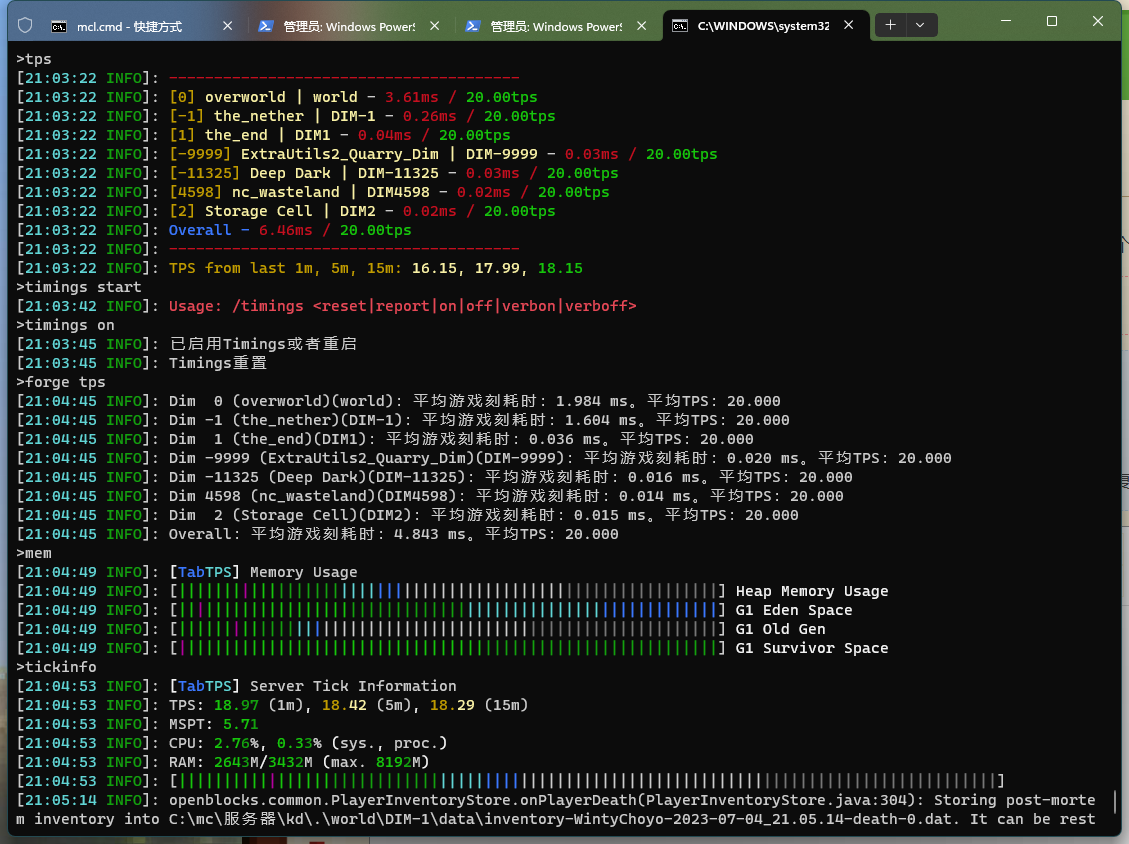 mcl.cmd - 快捷方式
管理员: Windows PowerS
管理员: Windows PowerS
C:\WINDOWS\system32
>tps
[21:03:22 INFO]: ---------------------------------------
[21:03:22 INFO]: [0] overworld | world - 3.61ms / 20.00tps
[21:03:22 INFO]: [-1] the_nether | DIM-1 - 0.26ms / 20.00tps
[21:03:22 INFO]: [1] the_end | DIM1 - 0.04ms / 20.00tps
[21:03:22 INFO]: [-9999] ExtraUtils2_Quarry_Dim | DIM-9999 - 0.03ms / 20.00tps
[21:03:22 INFO]: [-11325] Deep Dark | DIM-11325 - 0.03ms / 20.00tps
[21:03:22 INFO]: [4598] nc_wasteland | DIM4598 - 0.02ms / 20.00tps
[21:03:22 INFO]: [2] Storage Cell | DIM2 - 0.02ms / 20.00tps
[21:03:22 INFO]: Overall - 6.46ms / 20.00tps
[21:03:22 INFO]: ---------------------------------------
[21:03:22 INFO]: TPS from last 1m, 5m, 15m: 16.15, 17.99, 18.15
>timings start
[21:03:42 INFO]: Usage: /timings <reset|report|on|off|verbon|verboff>
>timings on
[21:03:45 INFO]: 已启用Timings或者重启
[21:03:45 INFO]: Timings重置
>forge tps
[21:04:45 INFO]: Dim  0 (overworld)(world): 平均游戏刻耗时: 1.984 ms。平均TPS: 20.000
[21:04:45 INFO]: Dim -1 (the_nether)(DIM-1): 平均游戏刻耗时: 1.604 ms。平均TPS: 20.000
[21:04:45 INFO]: Dim  1 (the_end)(DIM1): 平均游戏刻耗时: 0.036 ms。平均TPS: 20.000
[21:04:45 INFO]: Dim -9999 (ExtraUtils2_Quarry_Dim)(DIM-9999): 平均游戏刻耗时: 0.020 ms。平均TPS: 20.000
[21:04:45 INFO]: Dim -11325 (Deep Dark)(DIM-11325): 平均游戏刻耗时: 0.016 ms。平均TPS: 20.000
[21:04:45 INFO]: Dim 4598 (nc_wasteland)(DIM4598): 平均游戏刻耗时: 0.014 ms。平均TPS: 20.000
[21:04:45 INFO]: Dim  2 (Storage Cell)(DIM2): 平均游戏刻耗时: 0.015 ms。平均TPS: 20.000
[21:04:45 INFO]: Overall: 平均游戏刻耗时: 4.843 ms。平均TPS: 20.000
>mem
[21:04:49 INFO]: [TabTPS] Memory Usage
[21:04:49 INFO]: [||||||||||||||||||||||||||||||||||||||||||||||||||||||||||||] Heap Memory Usage
[21:04:49 INFO]: [||||||||||||||||||||||||||||||||||||||||||||||||||||||||||||] G1 Eden Space
[21:04:49 INFO]: [||||||||||||||||||||||||||||||||||||||||||||||||||||||||||||] G1 Old Gen
[21:04:49 INFO]: [||||||||||||||||||||||||||||||||||||||||||||||||||||||||||||] G1 Survivor Space
>tickinfo
[21:04:53 INFO]: [TabTPS] Server Tick Information
[21:04:53 INFO]: TPS: 18.97 (1m), 18.42 (5m), 18.29 (15m)
[21:04:53 INFO]: MSPT: 5.71
[21:04:53 INFO]: CPU: 2.76%, 0.33% (sys., proc.)
[21:04:53 INFO]: RAM: 2643M/3432M (max. 8192M)
[21:04:53 INFO]: [|||||||||||||||||||||||||||||||||||||||||||||||||||||||||||||||||||||||||||||||||||||||||||]
[21:05:14 INFO]: openblocks.common.PlayerInventoryStore.onPlayerDeath(PlayerInventoryStore.java:304): Storing post-morte
m inventory into C:\mc\服务器\kd\.\world\DIM-1\data\inventory-WintyChoyo-2023-07-04_21.05.14-death-0.dat. It can be rest